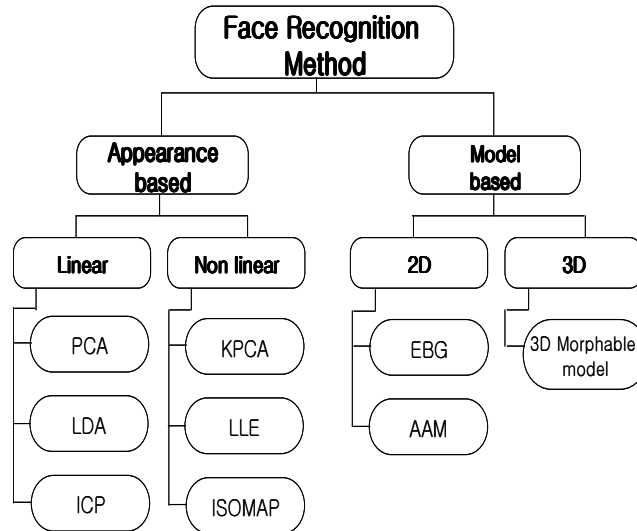 Face Recognition
Method
Appearance
based
Model
based
Linear
Non linear
2D
3D
PCA
KPCA
EBG
3D Morphable
model
LDA
LLE
AAM
ICP
ISOMAP